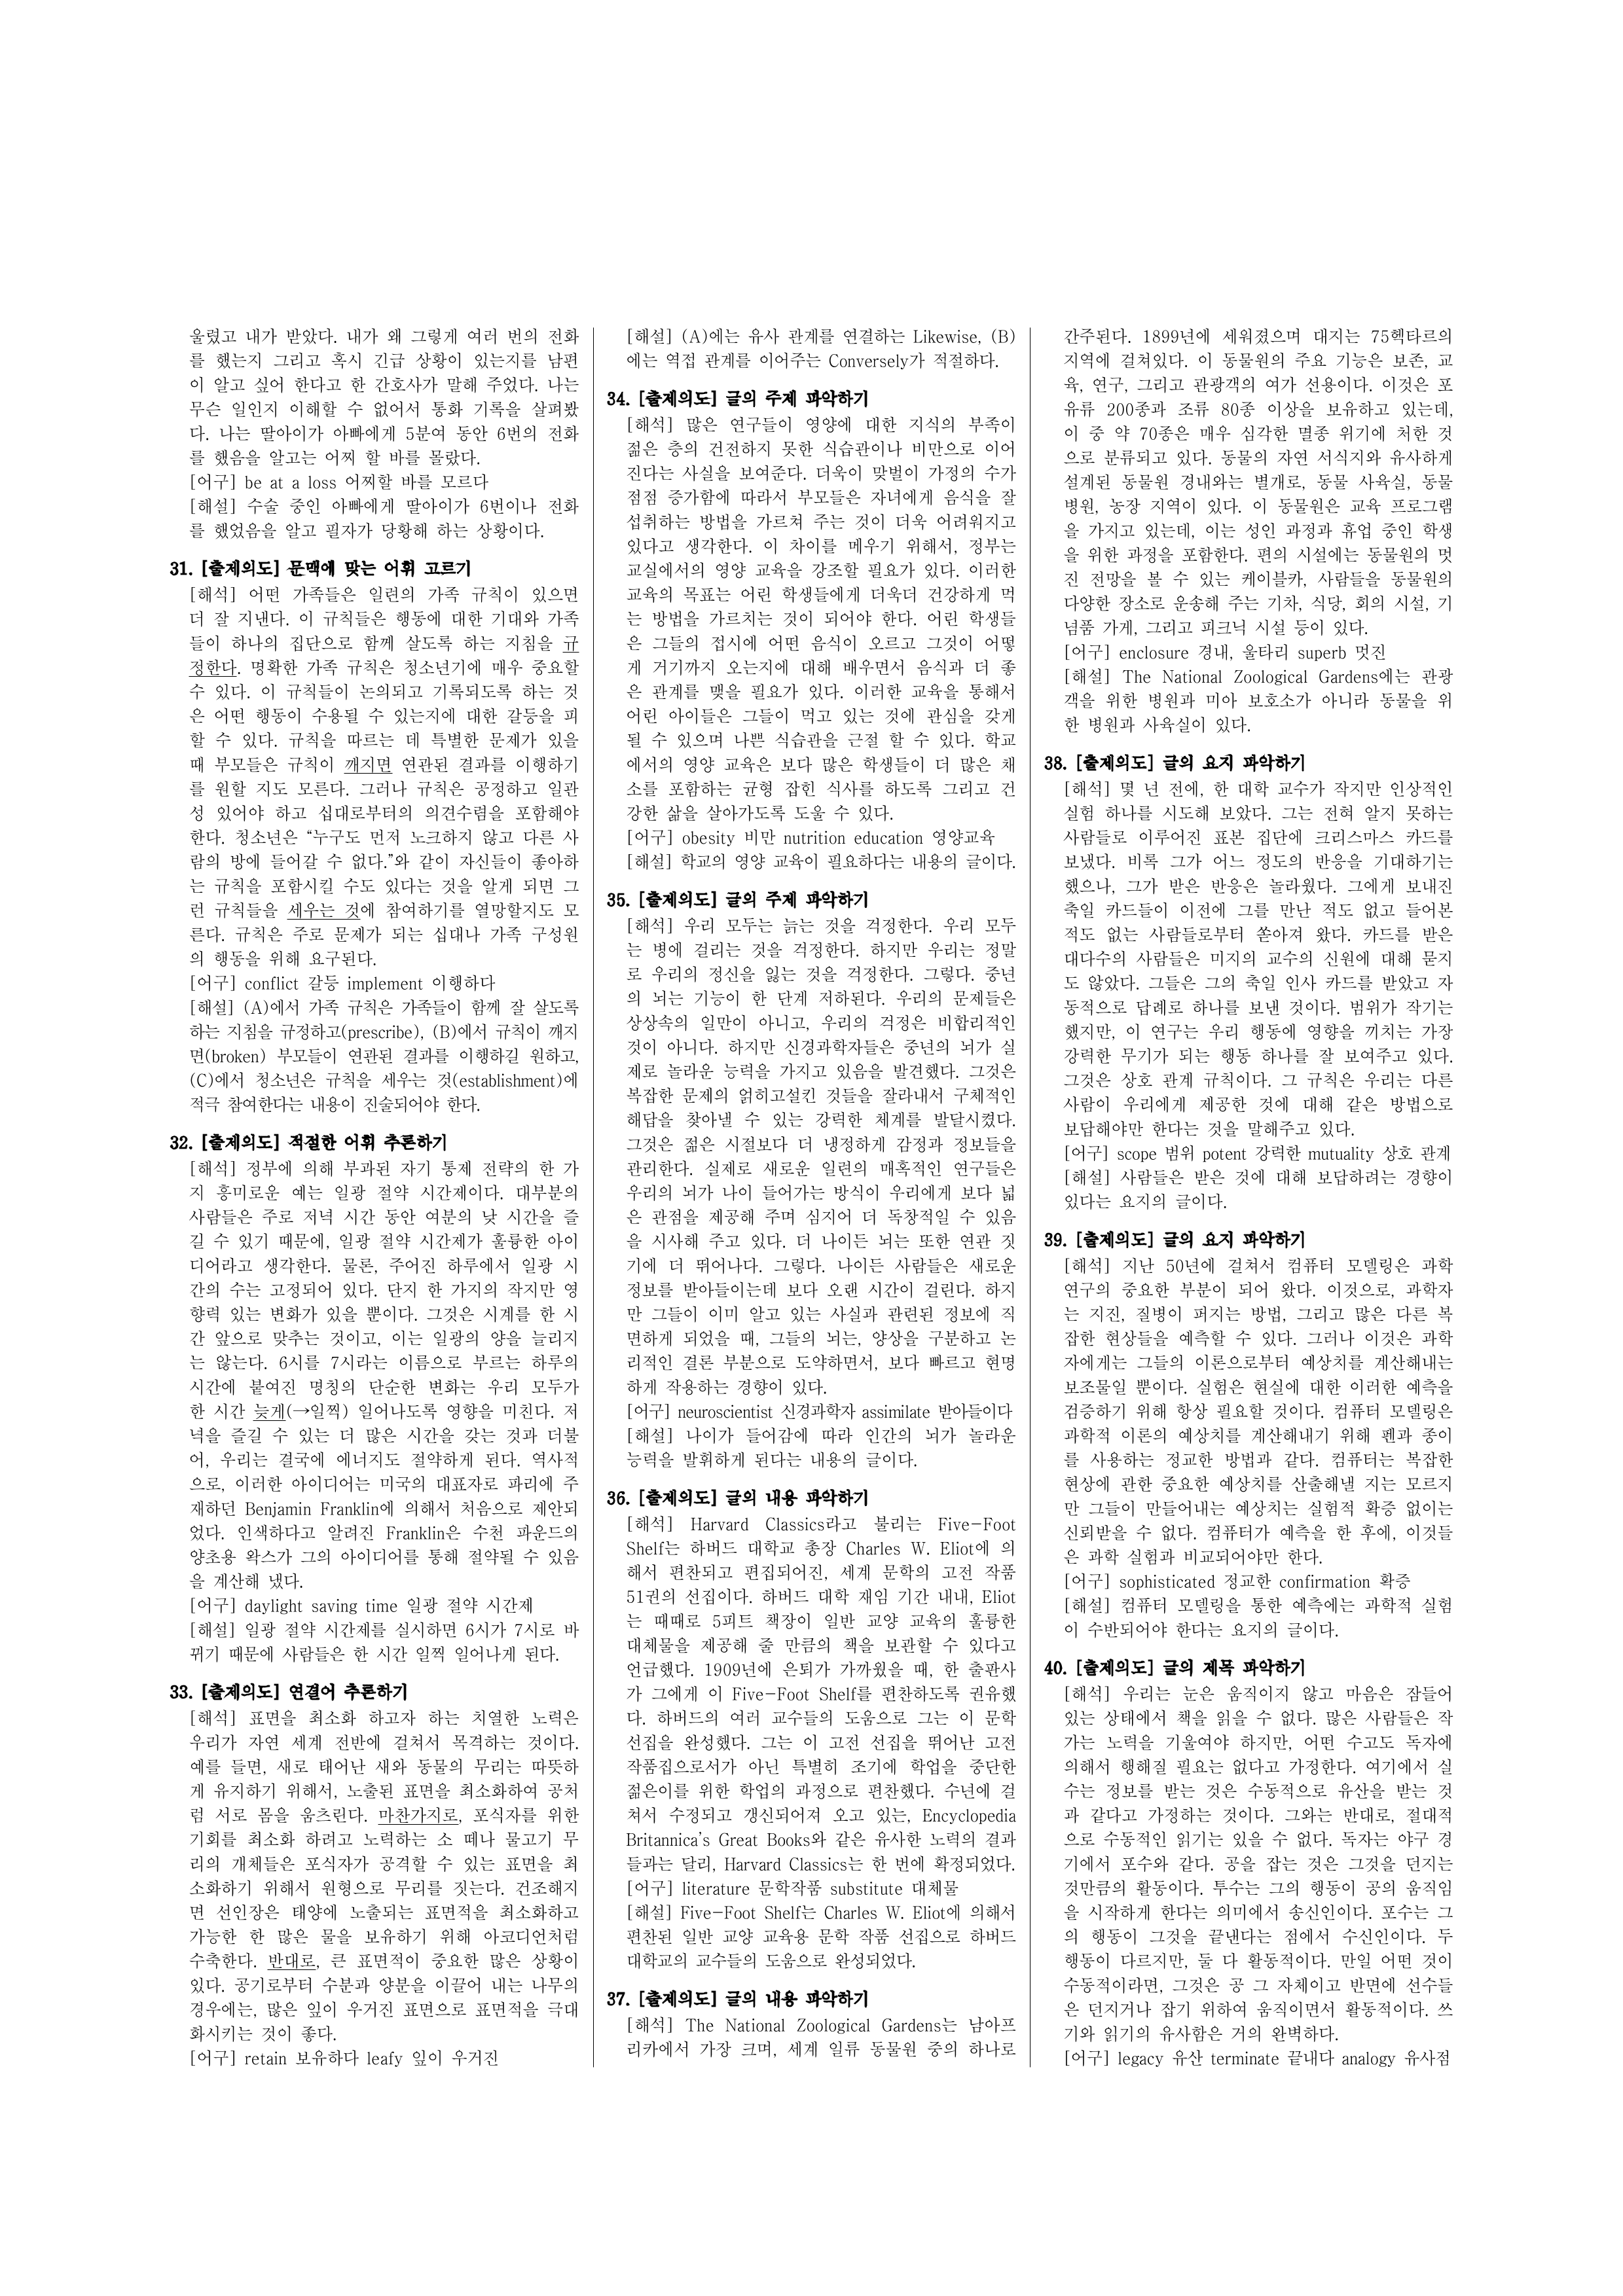 울렸고 내가 받았다. 내가 왜 그렇게 여러 번의 전화
를 했는지 그리고 혹시 긴급 상황이 있는지를 남편
이 알고 싶어 한다고 한 간호사가 말해 주었다. 나는
무슨 일인지 이해할 수 없어서 통화 기록을 살펴봤
다. 나는 딸아이가 아빠에게 5분여 동안 6번의 전화
를 했음을 알고는 어찌 할 바를 몰랐다.
[어구] be at a loss 어찌할 바를 모르다
[해설] 수술 중인 아빠에게 딸아이가 6번이나 전화
를 했었음을 알고 필자가 당황해 하는 상황이다.
31. [출제의도] 문맥에 맞는 어휘 고르기
[해석] 어떤 가족들은 일련의 가족 규칙이 있으면
더 잘 지낸다. 이 규칙들은 행동에 대한 기대와 가족
들이 하나의 집단으로 함께 살도록 하는 지침을 규
정한다. 명확한 가족 규칙은 청소년기에 매우 중요할
수 있다. 이 규칙들이 논의되고 기록되도록 하는 것
은 어떤 행동이 수용될 수 있는지에 대한 갈등을 피
할 수 있다. 규칙을 따르는 데 특별한 문제가 있을
때 부모들은 규칙이 깨지면 연관된 결과를 이행하기
를 원할 지도 모른다. 그러나 규칙은 공정하고 일관
성 있어야 하고 십대로부터의 의견수렴을 포함해야
한다. 청소년은 “누구도 먼저 노크하지 않고 다른 사
람의 방에 들어갈 수 없다.”와 같이 자신들이 좋아하
는 규칙을 포함시킬 수도 있다는 것을 알게 되면 그
런 규칙들을 세우는 것에 참여하기를 열망할지도 모
른다. 규칙은 주로 문제가 되는 십대나 가족 구성원
의 행동을 위해 요구된다.
[어구] conflict 갈등 implement 이행하다
[해설] (A)에서 가족 규칙은 가족들이 함께 잘 살도록
하는 지침을 규정하고(prescribe), (B)에서 규칙이 깨지
면(broken) 부모들이 연관된 결과를 이행하길 원하고,
(C)에서 청소년은 규칙을 세우는 것(establishment)에
적극 참여한다는 내용이 진술되어야 한다.
32. [출제의도] 적절한 어휘 추론하기
[해석] 정부에 의해 부과된 자기 통제 전략의 한 가
지 흥미로운 예는 일광 절약 시간제이다. 대부분의
사람들은 주로 저녁 시간 동안 여분의 낮 시간을 즐
길 수 있기 때문에, 일광 절약 시간제가 훌륭한 아이
디어라고 생각한다. 물론, 주어진 하루에서 일광 시
간의 수는 고정되어 있다. 단지 한 가지의 작지만 영
향력 있는 변화가 있을 뿐이다. 그것은 시계를 한 시
간 앞으로 맞추는 것이고, 이는 일광의 양을 늘리지
는 않는다. 6시를 7시라는 이름으로 부르는 하루의
시간에 붙여진 명칭의 단순한 변화는 우리 모두가
한 시간 늦게(→일찍) 일어나도록 영향을 미친다. 저
녁을 즐길 수 있는 더 많은 시간을 갖는 것과 더불
어, 우리는 결국에 에너지도 절약하게 된다. 역사적
으로, 이러한 아이디어는 미국의 대표자로 파리에 주
재하던 Benjamin Franklin에 의해서 처음으로 제안되
었다. 인색하다고 알려진 Franklin은 수천 파운드의
양초용 왁스가 그의 아이디어를 통해 절약될 수 있음
을 계산해 냈다.
[어구] daylight saving time 일광 절약 시간제
[해설] 일광 절약 시간제를 실시하면 6시가 7시로 바
뀌기 때문에 사람들은 한 시간 일찍 일어나게 된다.
33. [출제의도] 연결어 추론하기
[해석] 표면을 최소화 하고자 하는 치열한 노력은
우리가 자연 세계 전반에 걸쳐서 목격하는 것이다.
예를 들면, 새로 태어난 새와 동물의 무리는 따뜻하
게 유지하기 위해서, 노출된 표면을 최소화하여 공처
럼 서로 몸을 움츠린다. 마찬가지로, 포식자를 위한
기회를 최소화 하려고 노력하는 소 떼나 물고기 무
리의 개체들은 포식자가 공격할 수 있는 표면을 최
소화하기 위해서 원형으로 무리를 짓는다. 건조해지
면 선인장은 태양에 노출되는 표면적을 최소화하고
가능한 한 많은 물을 보유하기 위해 아코디언처럼
수축한다. 반대로, 큰 표면적이 중요한 많은 상황이
있다. 공기로부터 수분과 양분을 이끌어 내는 나무의
경우에는, 많은 잎이 우거진 표면으로 표면적을 극대
화시키는 것이 좋다.
[어구] retain 보유하다 leafy 잎이 우거진
[해설] (A)에는 유사 관계를 연결하는 Likewise, (B)
에는 역접 관계를 이어주는 Conversely가 적절하다.
34. [출제의도] 글의 주제 파악하기
[해석] 많은 연구들이 영양에 대한 지식의 부족이
젊은 층의 건전하지 못한 식습관이나 비만으로 이어
진다는 사실을 보여준다. 더욱이 맞벌이 가정의 수가
점점 증가함에 따라서 부모들은 자녀에게 음식을 잘
섭취하는 방법을 가르쳐 주는 것이 더욱 어려워지고
있다고 생각한다. 이 차이를 메우기 위해서, 정부는
교실에서의 영양 교육을 강조할 필요가 있다. 이러한
교육의 목표는 어린 학생들에게 더욱더 건강하게 먹
는 방법을 가르치는 것이 되어야 한다. 어린 학생들
은 그들의 접시에 어떤 음식이 오르고 그것이 어떻
게 거기까지 오는지에 대해 배우면서 음식과 더 좋
은 관계를 맺을 필요가 있다. 이러한 교육을 통해서
어린 아이들은 그들이 먹고 있는 것에 관심을 갖게
될 수 있으며 나쁜 식습관을 근절 할 수 있다. 학교
에서의 영양 교육은 보다 많은 학생들이 더 많은 채
소를 포함하는 균형 잡힌 식사를 하도록 그리고 건
강한 삶을 살아가도록 도울 수 있다.
[어구] obesity 비만 nutrition education 영양교육
[해설] 학교의 영양 교육이 필요하다는 내용의 글이다.
35. [출제의도] 글의 주제 파악하기
[해석] 우리 모두는 늙는 것을 걱정한다. 우리 모두
는 병에 걸리는 것을 걱정한다. 하지만 우리는 정말
로 우리의 정신을 잃는 것을 걱정한다. 그렇다. 중년
의 뇌는 기능이 한 단계 저하된다. 우리의 문제들은
상상속의 일만이 아니고, 우리의 걱정은 비합리적인
것이 아니다. 하지만 신경과학자들은 중년의 뇌가 실
제로 놀라운 능력을 가지고 있음을 발견했다. 그것은
복잡한 문제의 얽히고설킨 것들을 잘라내서 구체적인
해답을 찾아낼 수 있는 강력한 체계를 발달시켰다.
그것은 젊은 시절보다 더 냉정하게 감정과 정보들을
관리한다. 실제로 새로운 일련의 매혹적인 연구들은
우리의 뇌가 나이 들어가는 방식이 우리에게 보다 넓
은 관점을 제공해 주며 심지어 더 독창적일 수 있음
을 시사해 주고 있다. 더 나이든 뇌는 또한 연관 짓
기에 더 뛰어나다. 그렇다. 나이든 사람들은 새로운
정보를 받아들이는데 보다 오랜 시간이 걸린다. 하지
만 그들이 이미 알고 있는 사실과 관련된 정보에 직
면하게 되었을 때, 그들의 뇌는, 양상을 구분하고 논
리적인 결론 부분으로 도약하면서, 보다 빠르고 현명
하게 작용하는 경향이 있다.
[어구] neuroscientist 신경과학자 assimilate 받아들이다
[해설] 나이가 들어감에 따라 인간의 뇌가 놀라운
능력을 발휘하게 된다는 내용의 글이다.
36. [출제의도] 글의 내용 파악하기
[해석] Harvard Classics라고 불리는 Five-Foot
Shelf는 하버드 대학교 총장 Charles W. Eliot에 의
해서 편찬되고 편집되어진, 세계 문학의 고전 작품
51권의 선집이다. 하버드 대학 재임 기간 내내, Eliot
는 때때로 5피트 책장이 일반 교양 교육의 훌륭한
대체물을 제공해 줄 만큼의 책을 보관할 수 있다고
언급했다. 1909년에 은퇴가 가까웠을 때, 한 출판사
가 그에게 이 Five-Foot Shelf를 편찬하도록 권유했
다. 하버드의 여러 교수들의 도움으로 그는 이 문학
선집을 완성했다. 그는 이 고전 선집을 뛰어난 고전
작품집으로서가 아닌 특별히 조기에 학업을 중단한
젊은이를 위한 학업의 과정으로 편찬했다. 수년에 걸
쳐서 수정되고 갱신되어져 오고 있는, Encyclopedia
Britannica's Great Books와 같은 유사한 노력의 결과
들과는 달리, Harvard Classics는 한 번에 확정되었다.
[어구] literature 문학작품 substitute 대체물
[해설] Five-Foot Shelf는 Charles W. Eliot에 의해서
편찬된 일반 교양 교육용 문학 작품 선집으로 하버드
대학교의 교수들의 도움으로 완성되었다.
37. [출제의도] 글의 내용 파악하기
[해석] The National Zoological Gardens는 남아프
리카에서 가장 크며, 세계 일류 동물원 중의 하나로
간주된다. 1899년에 세워졌으며 대지는 75헥타르의
지역에 걸쳐있다. 이 동물원의 주요 기능은 보존, 교
육, 연구, 그리고 관광객의 여가 선용이다. 이것은 포
유류 200종과 조류 80종 이상을 보유하고 있는데,
이 중 약 70종은 매우 심각한 멸종 위기에 처한 것
으로 분류되고 있다. 동물의 자연 서식지와 유사하게
설계된 동물원 경내와는 별개로, 동물 사육실, 동물
병원, 농장 지역이 있다. 이 동물원은 교육 프로그램
을 가지고 있는데, 이는 성인 과정과 휴업 중인 학생
을 위한 과정을 포함한다. 편의 시설에는 동물원의 멋
진 전망을 볼 수 있는 케이블카, 사람들을 동물원의
다양한 장소로 운송해 주는 기차, 식당, 회의 시설, 기
념품 가게, 그리고 피크닉 시설 등이 있다.
[어구] enclosure 경내, 울타리 superb 멋진
[해설] The National Zoological Gardens에는 관광
객을 위한 병원과 미아 보호소가 아니라 동물을 위
한 병원과 사육실이 있다.
38. [출제의도] 글의 요지 파악하기
[해석] 몇 년 전에, 한 대학 교수가 작지만 인상적인
실험 하나를 시도해 보았다. 그는 전혀 알지 못하는
사람들로 이루어진 표본 집단에 크리스마스 카드를
보냈다. 비록 그가 어느 정도의 반응을 기대하기는
했으나, 그가 받은 반응은 놀라웠다. 그에게 보내진
축일 카드들이 이전에 그를 만난 적도 없고 들어본
적도 없는 사람들로부터 쏟아져 왔다. 카드를 받은
대다수의 사람들은 미지의 교수의 신원에 대해 묻지
도 않았다. 그들은 그의 축일 인사 카드를 받았고 자
동적으로 답례로 하나를 보낸 것이다. 범위가 작기는
했지만, 이 연구는 우리 행동에 영향을 끼치는 가장
강력한 무기가 되는 행동 하나를 잘 보여주고 있다.
그것은 상호 관계 규칙이다. 그 규칙은 우리는 다른
사람이 우리에게 제공한 것에 대해 같은 방법으로
보답해야만 한다는 것을 말해주고 있다.
[어구] scope 범위 potent 강력한 mutuality 상호 관계
[해설] 사람들은 받은 것에 대해 보답하려는 경향이
있다는 요지의 글이다.
39. [출제의도] 글의 요지 파악하기
[해석] 지난 50년에 걸쳐서 컴퓨터 모델링은 과학
연구의 중요한 부분이 되어 왔다. 이것으로, 과학자
는 지진, 질병이 퍼지는 방법, 그리고 많은 다른 복
잡한 현상들을 예측할 수 있다. 그러나 이것은 과학
자에게는 그들의 이론으로부터 예상치를 계산해내는
보조물일 뿐이다. 실험은 현실에 대한 이러한 예측을
검증하기 위해 항상 필요할 것이다. 컴퓨터 모델링은
과학적 이론의 예상치를 계산해내기 위해 펜과 종이
를 사용하는 정교한 방법과 같다. 컴퓨터는 복잡한
현상에 관한 중요한 예상치를 산출해낼 지는 모르지
만 그들이 만들어내는 예상치는 실험적 확증 없이는
신뢰받을 수 없다. 컴퓨터가 예측을 한 후에, 이것들
은 과학 실험과 비교되어야만 한다.
[어구] sophisticated 정교한 confirmation 확증
[해설] 컴퓨터 모델링을 통한 예측에는 과학적 실험
이 수반되어야 한다는 요지의 글이다.
40. [출제의도] 글의 제목 파악하기
[해석] 우리는 눈은 움직이지 않고 마음은 잠들어
있는 상태에서 책을 읽을 수 없다. 많은 사람들은 작
가는 노력을 기울여야 하지만, 어떤 수고도 독자에
의해서 행해질 필요는 없다고 가정한다. 여기에서 실
수는 정보를 받는 것은 수동적으로 유산을 받는 것
과 같다고 가정하는 것이다. 그와는 반대로, 절대적
으로 수동적인 읽기는 있을 수 없다. 독자는 야구 경
기에서 포수와 같다. 공을 잡는 것은 그것을 던지는
것만큼의 활동이다. 투수는 그의 행동이 공의 움직임
을 시작하게 한다는 의미에서 송신인이다. 포수는 그
의 행동이 그것을 끝낸다는 점에서 수신인이다. 두
행동이 다르지만, 둘 다 활동적이다. 만일 어떤 것이
수동적이라면, 그것은 공 그 자체이고 반면에 선수들
은 던지거나 잡기 위하여 움직이면서 활동적이다. 쓰
기와 읽기의 유사함은 거의 완벽하다.
[어구] legacy 유산 terminate 끝내다 analogy 유사점